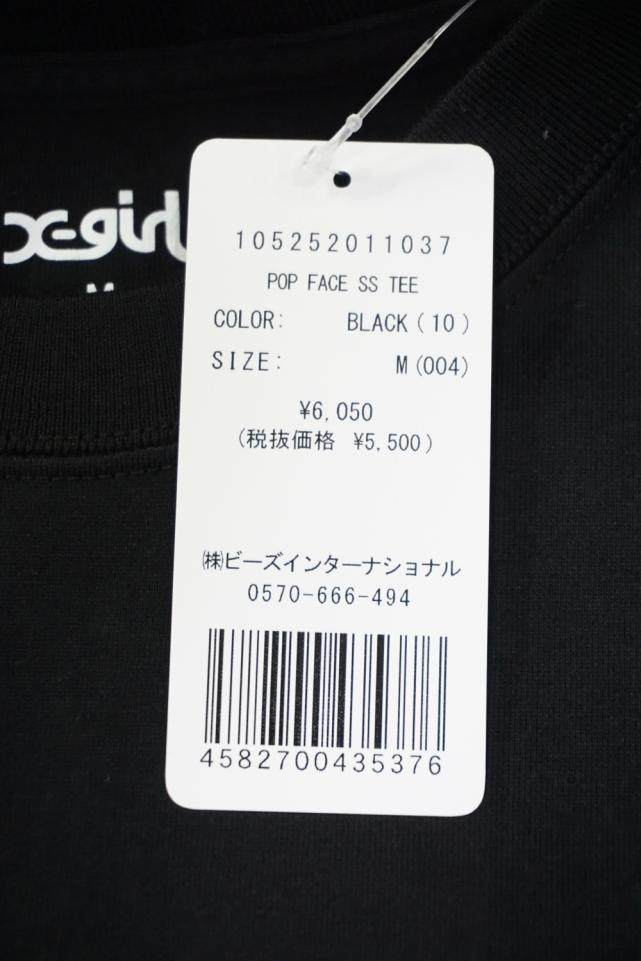 X-girl
M
105252011037
POP FACE SS TEE
COLOR: BLACK(10)
SIZE: M(004)
¥6,050
(税抜価格 ¥5,500)
㈱ビーズインターナショナル
0570-666-494
4582700435376